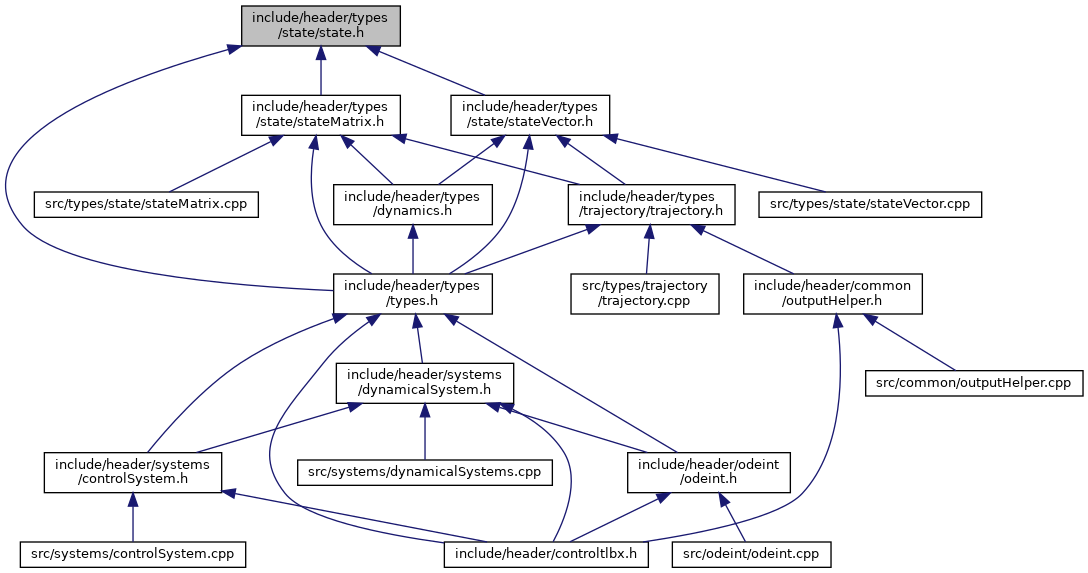 include/header/types
/state/state.h
include/header/types
/state/stateMatrix.h
include/header/types
/state/stateVector.h
src/types/state/stateMatrix.cpp
include/header/types
/dynamics.h
include/header/types
/trajectory/trajectory.h
src/types/state/stateVector.cpp
include/header/types
/types.h
src/types/trajectory
/trajectory.cpp
include/header/common
/outputHelper.h
include/header/systems
/dynamicalSystem.h
src/common/outputHelper.cpp
include/header/systems
/controlSystem.h
src/systems/dynamicalSystems.cpp
include/header/odeint
/odeint.h
src/systems/controlSystem.cpp
include/header/controltlbx.h
src/odeint/odeint.cpp